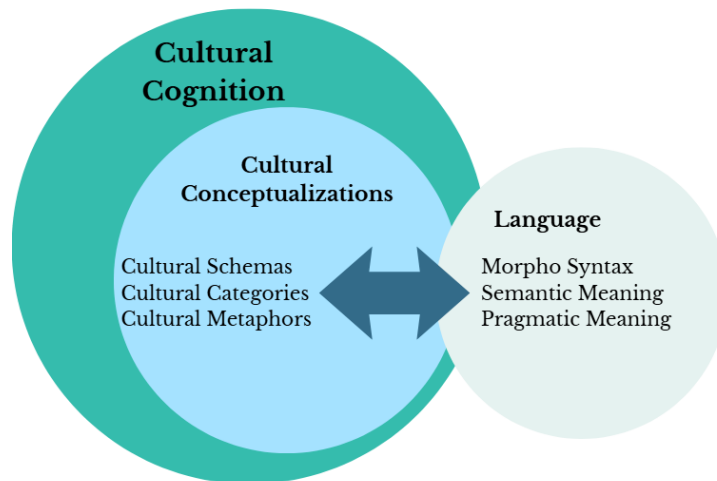 Cultural
Cognition
Cultural
Conceptualizations
Cultural Schemas
Cultural Categories
Cultural Metaphors
Language
Morpho Syntax
Semantic Meaning
Pragmatic Meaning